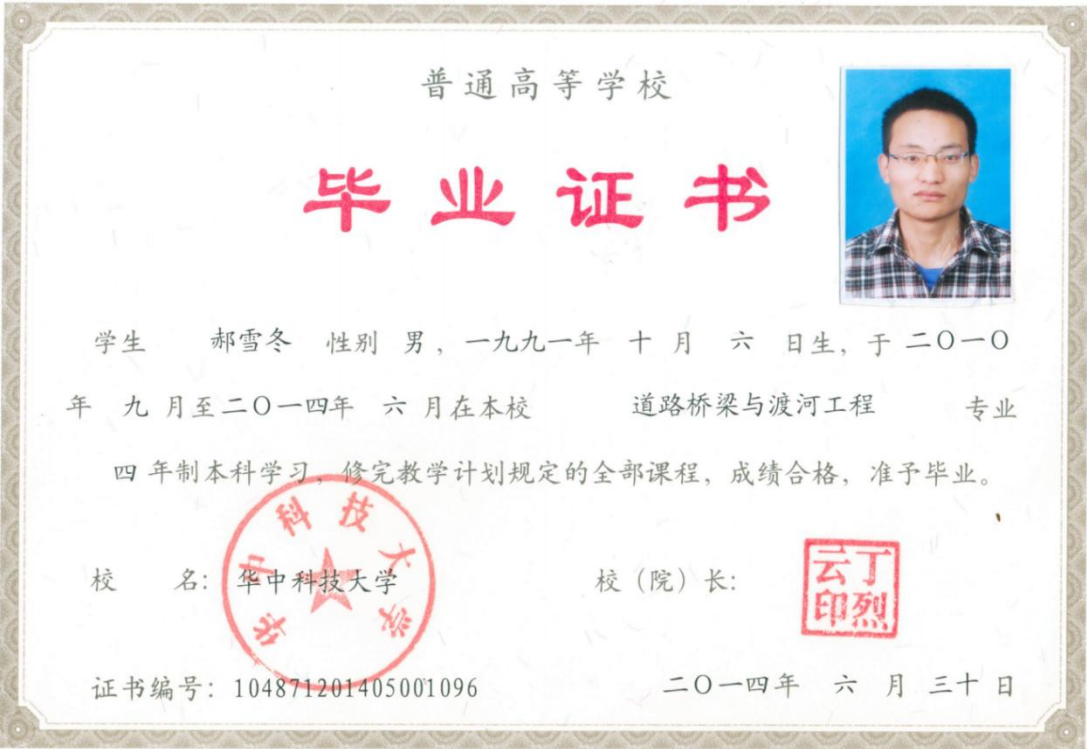 普通高等学校
毕业证书
学生 郝雪冬 性别 男，一九九一年 十 月 六 日生，于 二〇一〇
年 九 月至二〇一四年 六 月在本校 道路桥梁与渡河工程 专业
四 年制本科学习，修完教学计划规定的全部课程，成绩合格，准予毕业。
华中科技大学
校 名：华中科技大学 校（院）长：
丁烈云印
证书编号：104871201405001096 二〇一四年 六 月 三十 日